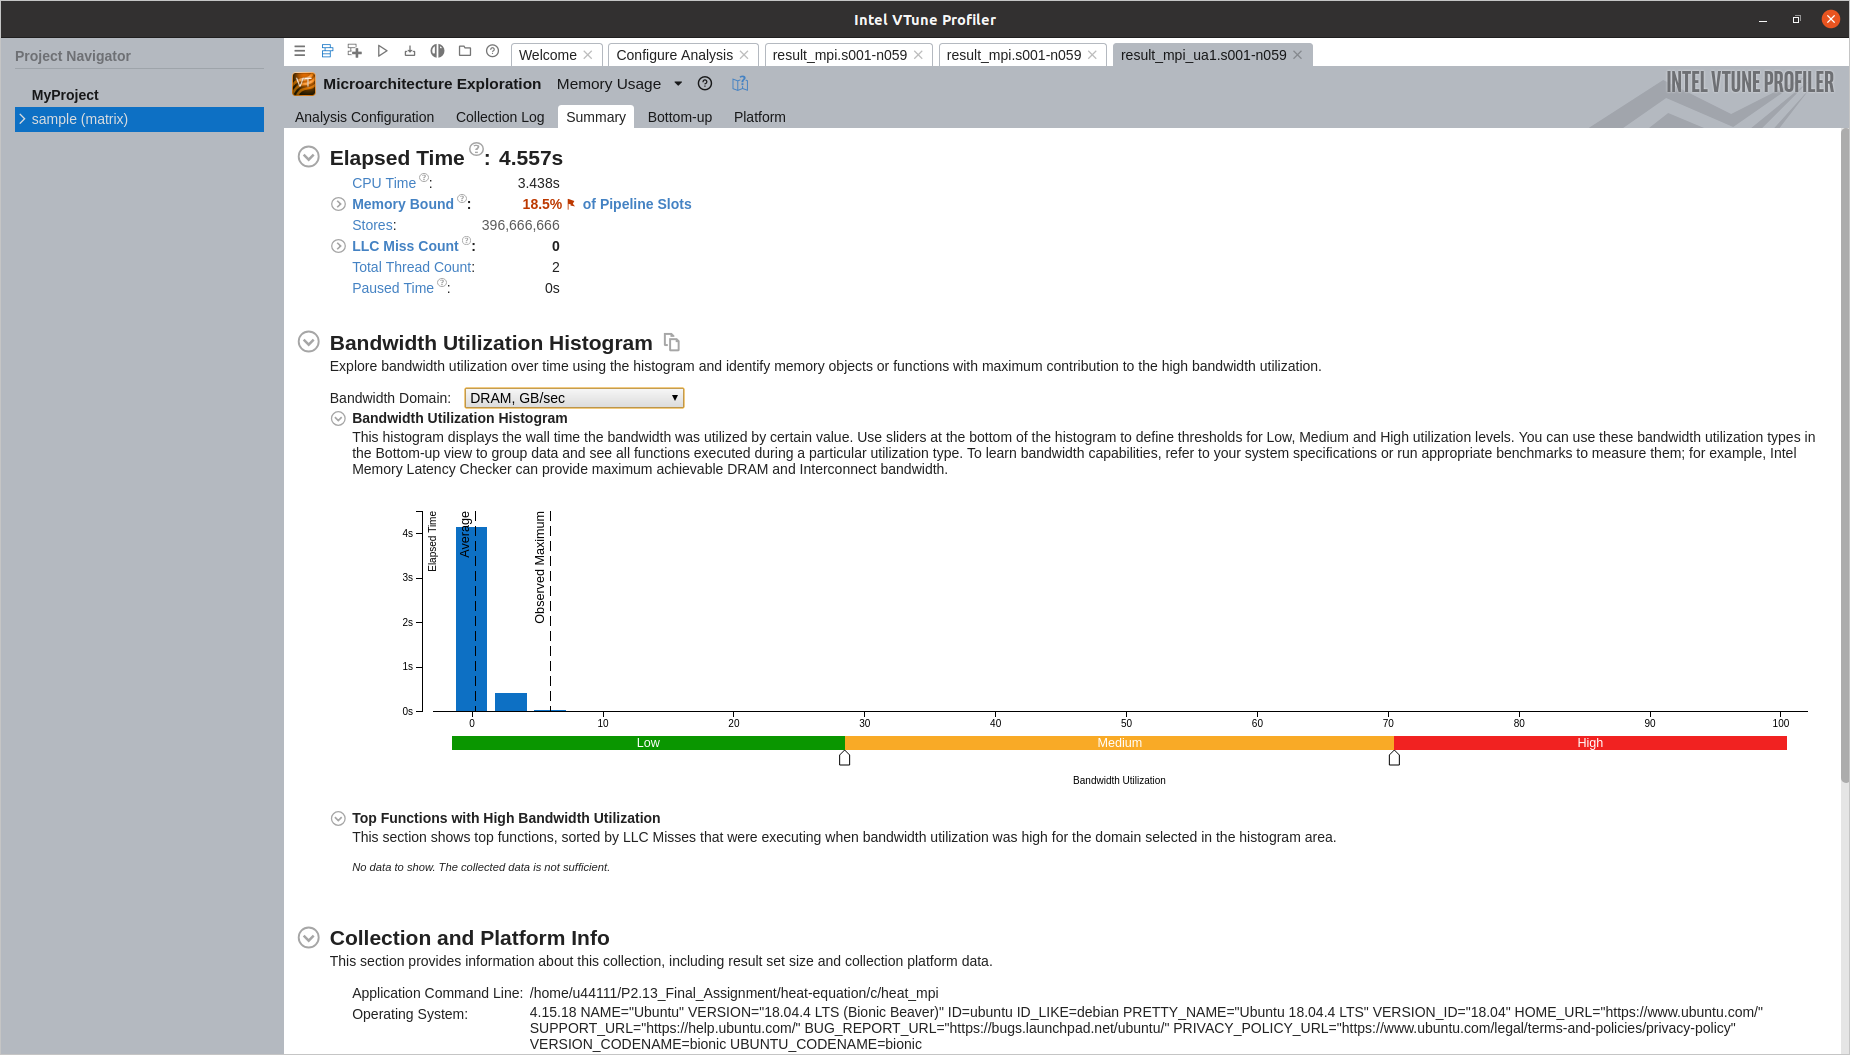 Intel VTune Profiler
Project Navigator
MyProject
sample (matrix)
Welcome
Configure Analysis
result_mpi.s001-n059
result_mpi.s001-n059
result_mpi_ua1.s001-n059
Microarchitecture Exploration Memory Usage
INTEL VTUNE PROFILER
Analysis Configuration Collection Log Summary Bottom-up Platform
Elapsed Time ?: 4.557s
CPU Time ?: 3.438s
Memory Bound ?: 18.5% of Pipeline Slots
Stores: 396,666,666
LLC Miss Count ?: 0
Total Thread Count: 2
Paused Time ?: 0s
Bandwidth Utilization Histogram
Explore bandwidth utilization over time using the histogram and identify memory objects or functions with maximum contribution to the high bandwidth utilization.
Bandwidth Domain: DRAM, GB/sec
Bandwidth Utilization Histogram
This histogram displays the wall time the bandwidth was utilized by certain value. Use sliders at the bottom of the histogram to define thresholds for Low, Medium and High utilization levels. You can use these bandwidth utilization types in
the Bottom-up view to group data and see all functions executed during a particular utilization type. To learn bandwidth capabilities, refer to your system specifications or run appropriate benchmarks to measure them; for example, Intel
Memory Latency Checker can provide maximum achievable DRAM and Interconnect bandwidth.
Elapsed Time
Average
Observed Maximum
4s
3s
2s
1s
0s
0 10 20 30 40 50 60 70 80 90 100
Low Medium High
Bandwidth Utilization
Top Functions with High Bandwidth Utilization
This section shows top functions, sorted by LLC Misses that were executing when bandwidth utilization was high for the domain selected in the histogram area.
No data to show. The collected data is not sufficient.
Collection and Platform Info
This section provides information about this collection, including result set size and collection platform data.
Application Command Line: /home/u44111/P2.13_Final_Assignment/heat-equation/c/heat_mpi
Operating System: 4.15.18 NAME="Ubuntu" VERSION="18.04.4 LTS (Bionic Beaver)" ID=ubuntu ID_LIKE=debian PRETTY_NAME="Ubuntu 18.04.4 LTS" VERSION_ID="18.04" HOME_URL="https://www.ubuntu.com/"
SUPPORT_URL="https://help.ubuntu.com/" BUG_REPORT_URL="https://bugs.launchpad.net/ubuntu/" PRIVACY_POLICY_URL="https://www.ubuntu.com/legal/terms-and-policies/privacy-policy"
VERSION_CODENAME=bionic UBUNTU_CODENAME=bionic